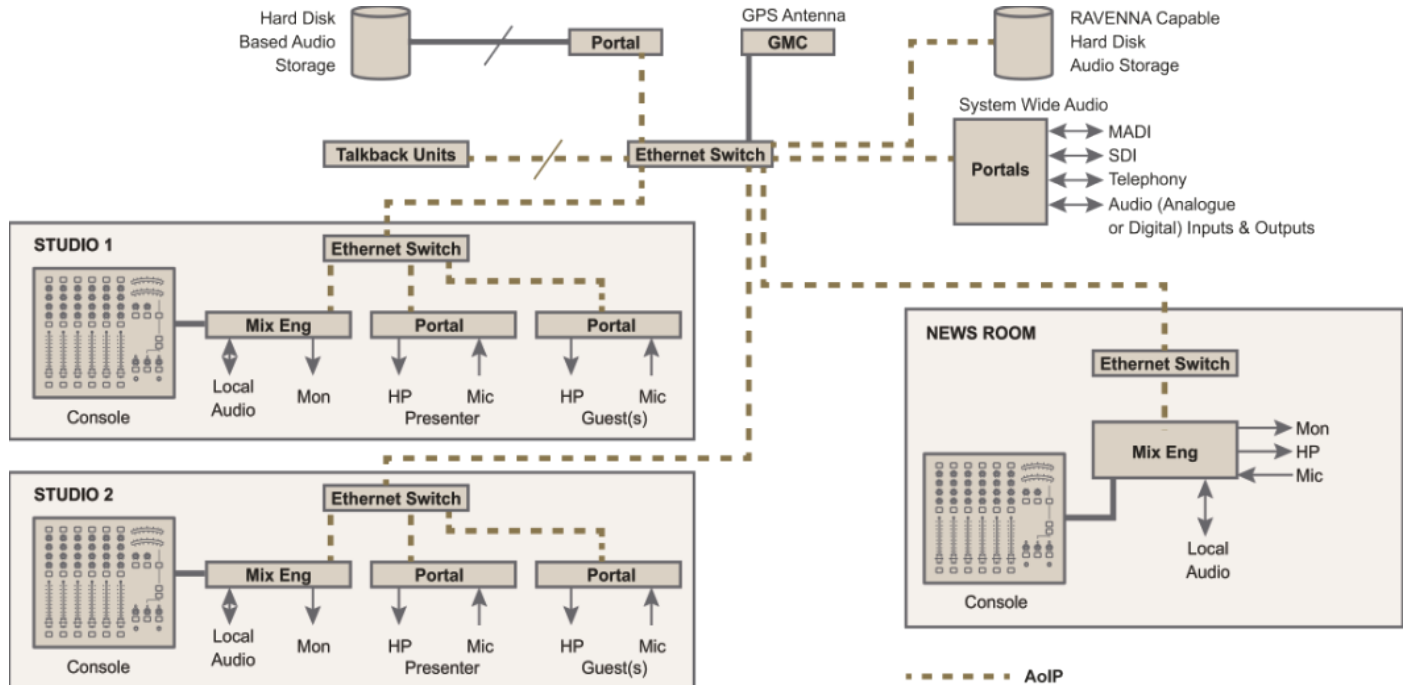 Hard Disk
Based Audio
Storage
Portal
GPS Antenna
GMC
RAVENNA Capable
Hard Disk
Audio Storage
Talkback Units
Ethernet Switch
System Wide Audio
Portals
MADI
SDI
Telephony
Audio (Analogue
or Digital) Inputs & Outputs
STUDIO 1
Ethernet Switch
Mix Eng
Portal
Portal
Local
Audio
Mon
HP
Mic
HP
Mic
Console
Presenter
Guest(s)
STUDIO 2
Ethernet Switch
Mix Eng
Portal
Portal
Local
Audio
Mon
HP
Mic
HP
Mic
Console
Presenter
Guest(s)
NEWS ROOM
Ethernet Switch
Mix Eng
Mon
HP
Mic
Local
Audio
Console
AoIP